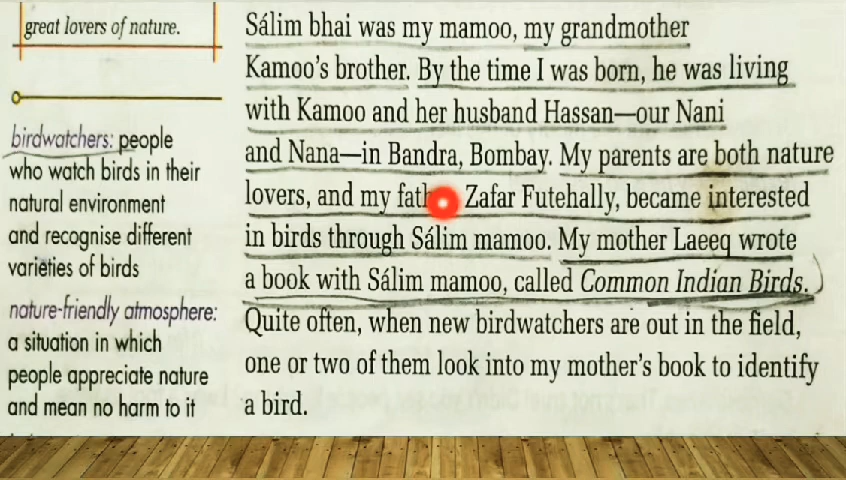 great lovers of nature.
birdwatchers: people
who watch birds in their
natural environment
and recognise different
varieties of birds
nature-friendly atmosphere:
a situation in which
people appreciate nature
and mean no harm to it
Sálim bhai was my mamoo, my grandmother
Kamoo's brother. By the time I was born, he was living
with Kamoo and her husband Hassan—our Nani
and Nana—in Bandra, Bombay. My parents are both nature
lovers, and my Zafar Futehally, became interested
in birds through Sálim mamoo. My mother Laeeq wrote
a book with Sálim mamoo, called Common Indian Birds.
Quite often, when new birdwatchers are out in the field,
one or two of them look into my mother's book to identify
a bird.